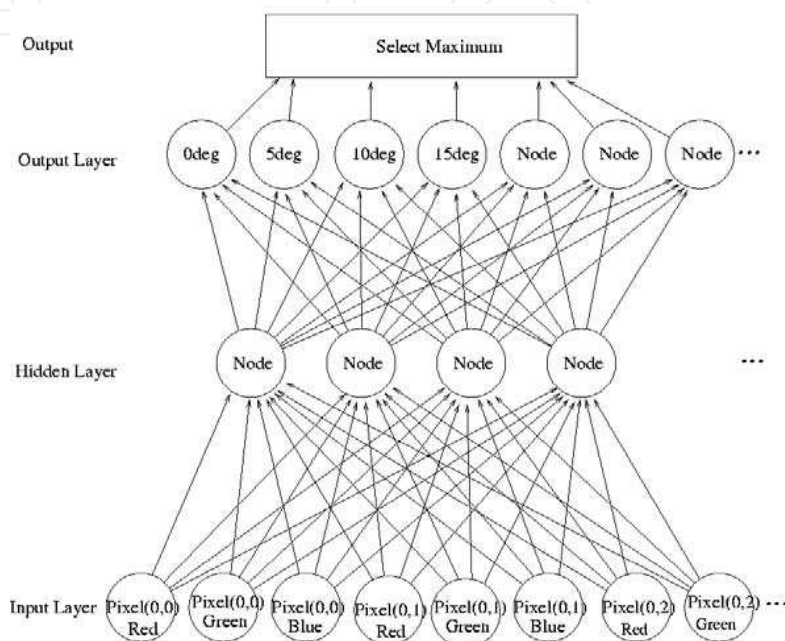 Output
Select Maximum
Output Layer
0deg
5deg
10deg
15deg
Node
Node
Node
...
Hidden Layer
Node
Node
Node
Node
...
Input Layer
Pixel(0,0)
Red
Pixel(0,0)
Green
Pixel(0,0)
Blue
Pixel(0,1)
Red
Pixel(0,1)
Green
Pixel(0,1)
Blue
Pixel(0,2)
Red
Pixel(0,2)
Green
...